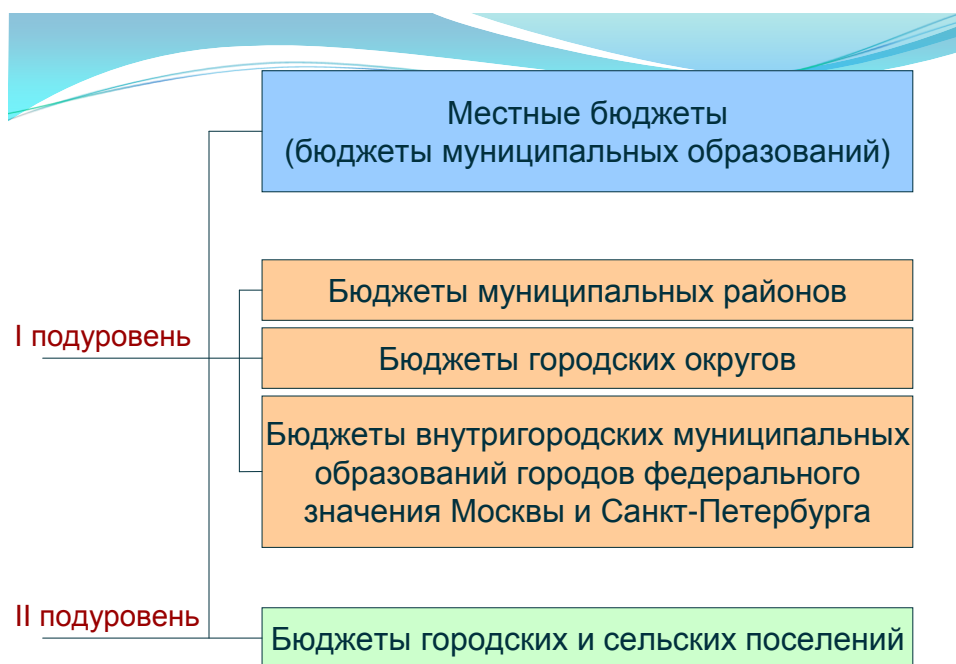 Местные бюджеты
(бюджеты муниципальных образований)
Бюджеты муниципальных районов
I подуровень
Бюджеты городских округов
Бюджеты внутригородских муниципальных
образований городов федерального
значения Москвы и Санкт-Петербурга
II подуровень
Бюджеты городских и сельских поселений